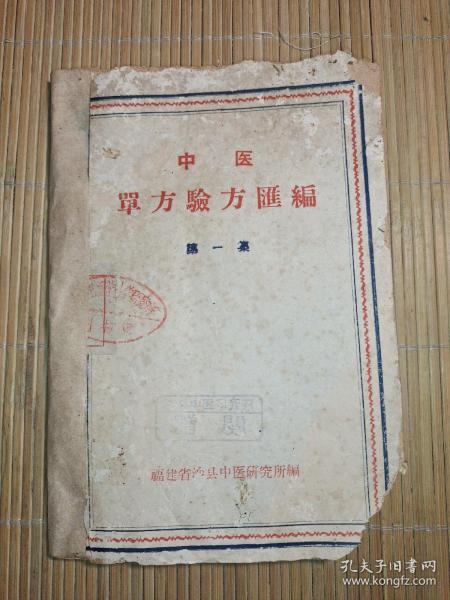 中医
單方驗方匯編
第一集
福建省漳县中医研究所編
孔夫子旧书网
www.kongfz.com